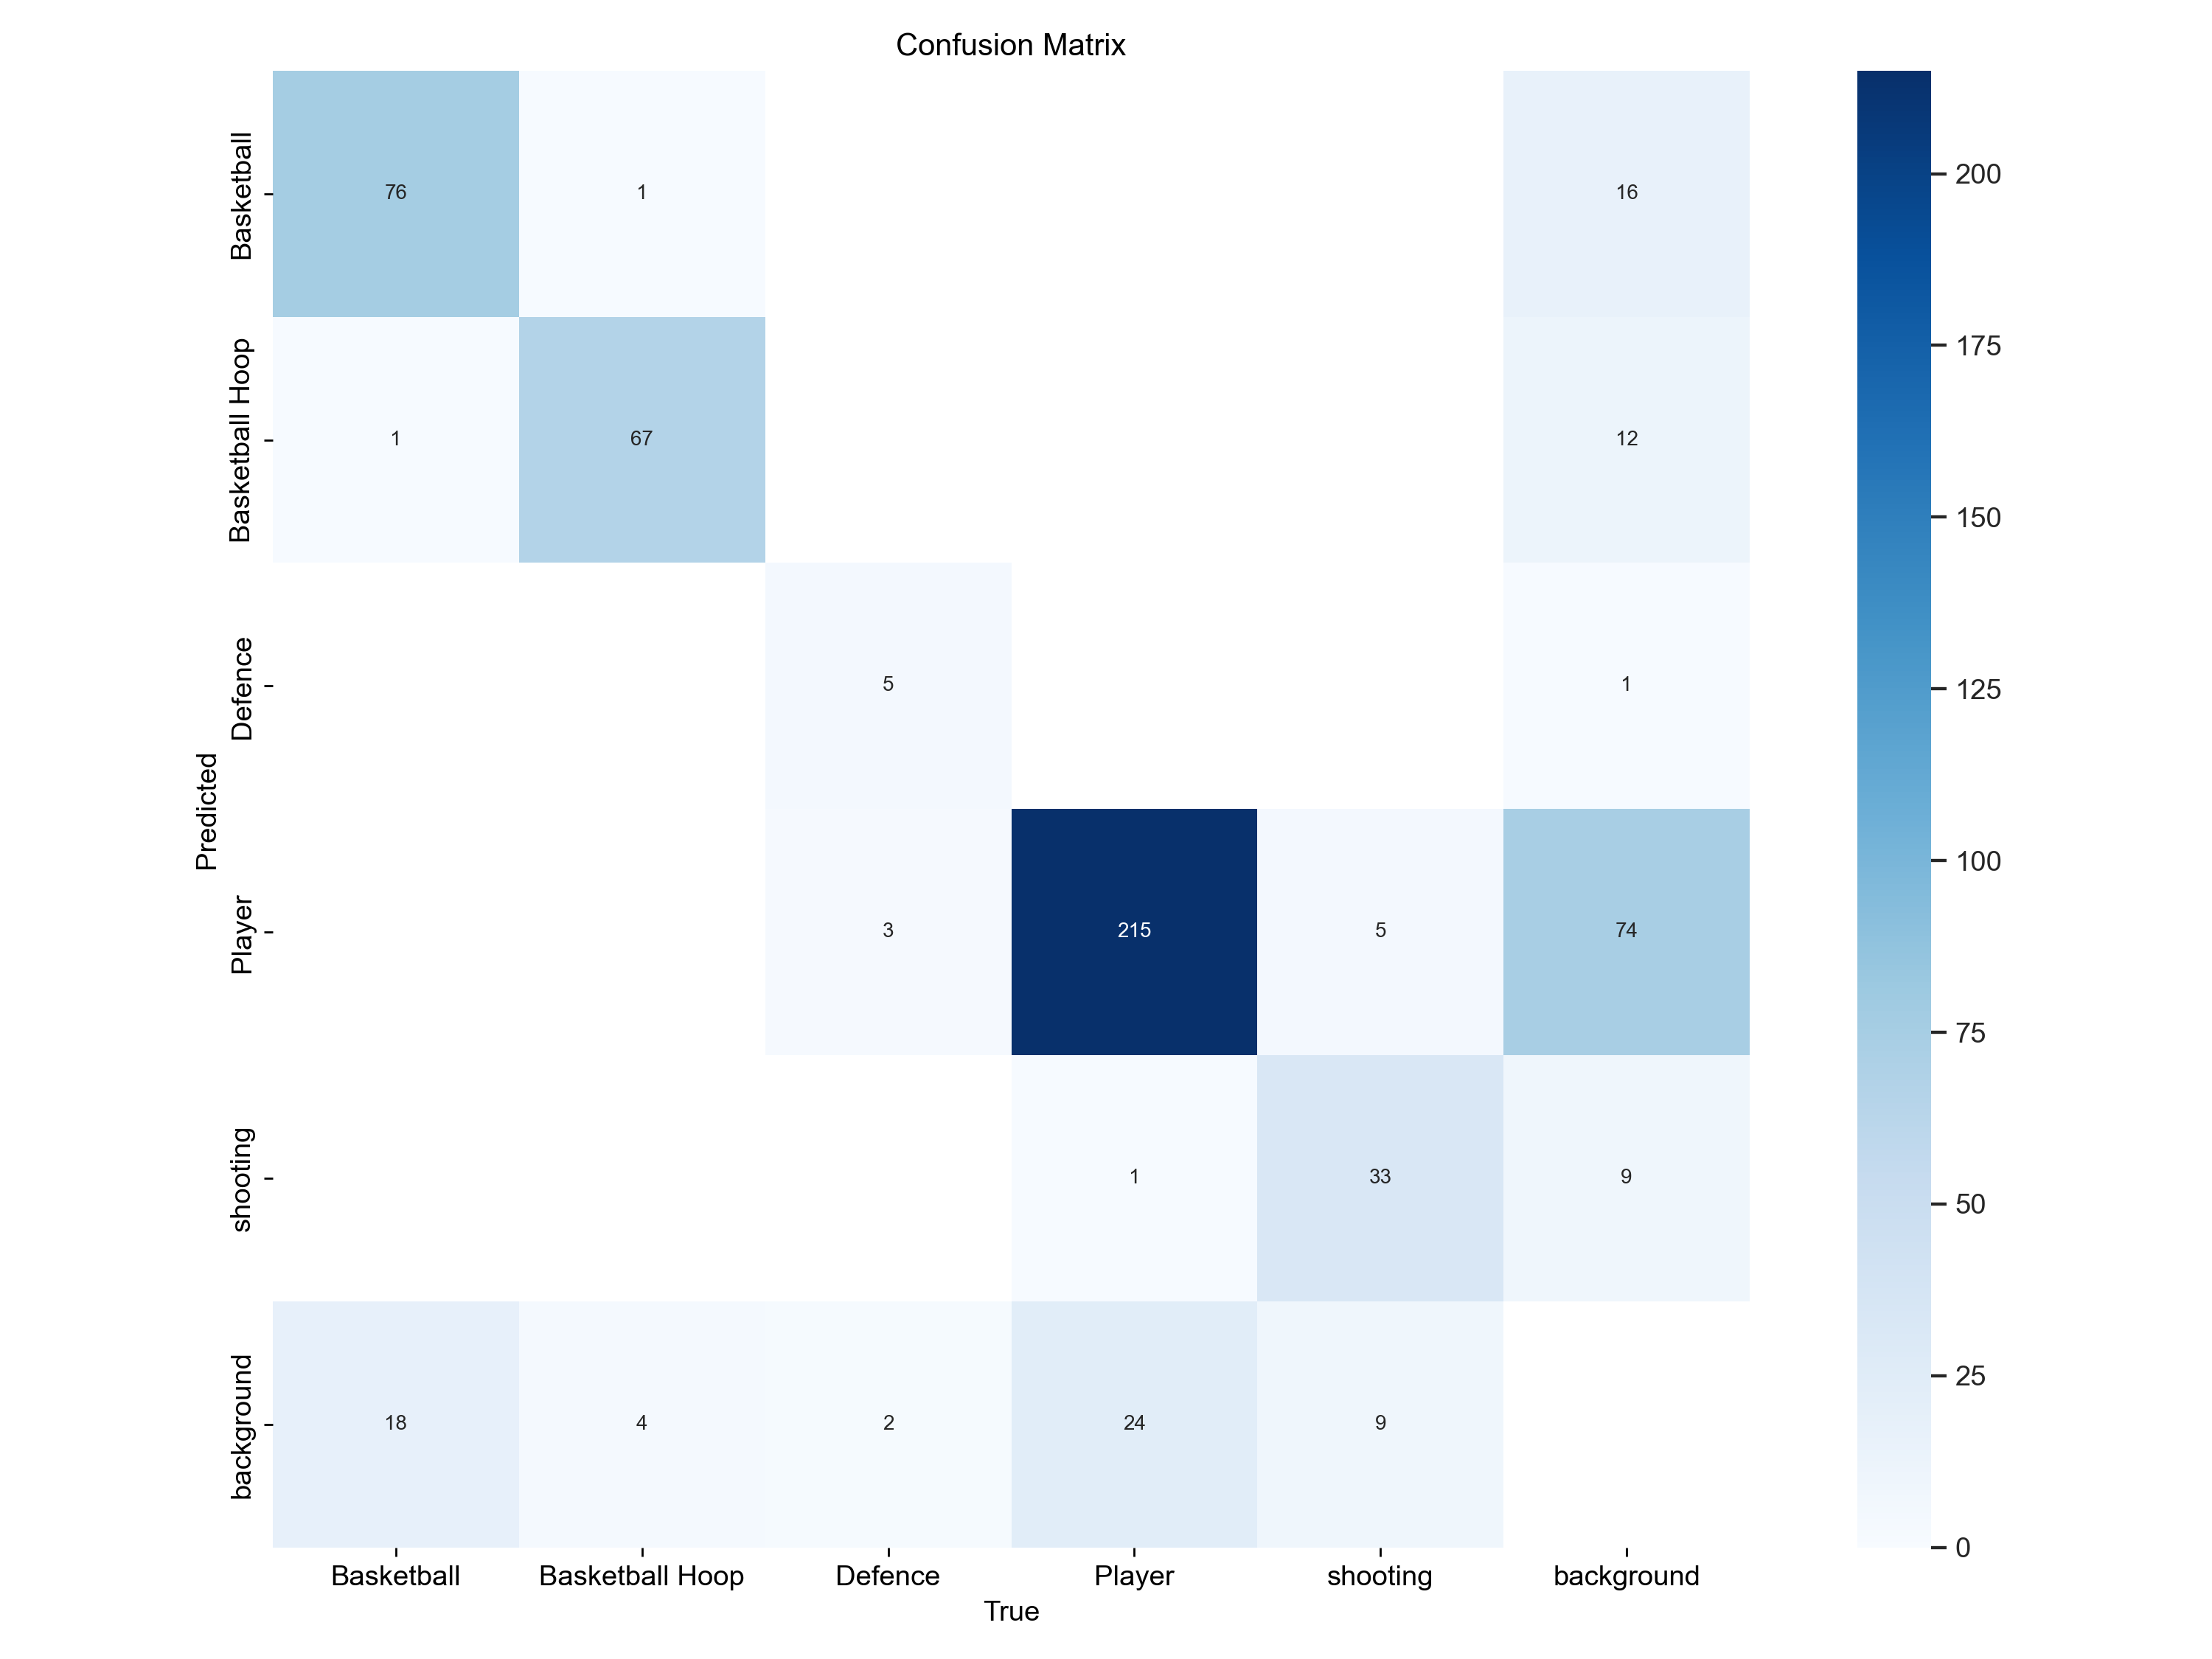 Confusion Matrix
Basketball
76
1
16
200
175
Basketball Hoop
1
67
12
150
125
Defence
5
1
100
Predicted
Player
3
215
5
74
75
shooting
1
33
9
50
25
background
18
4
2
24
9
0
Basketball
Basketball Hoop
Defence
Player
shooting
background
True